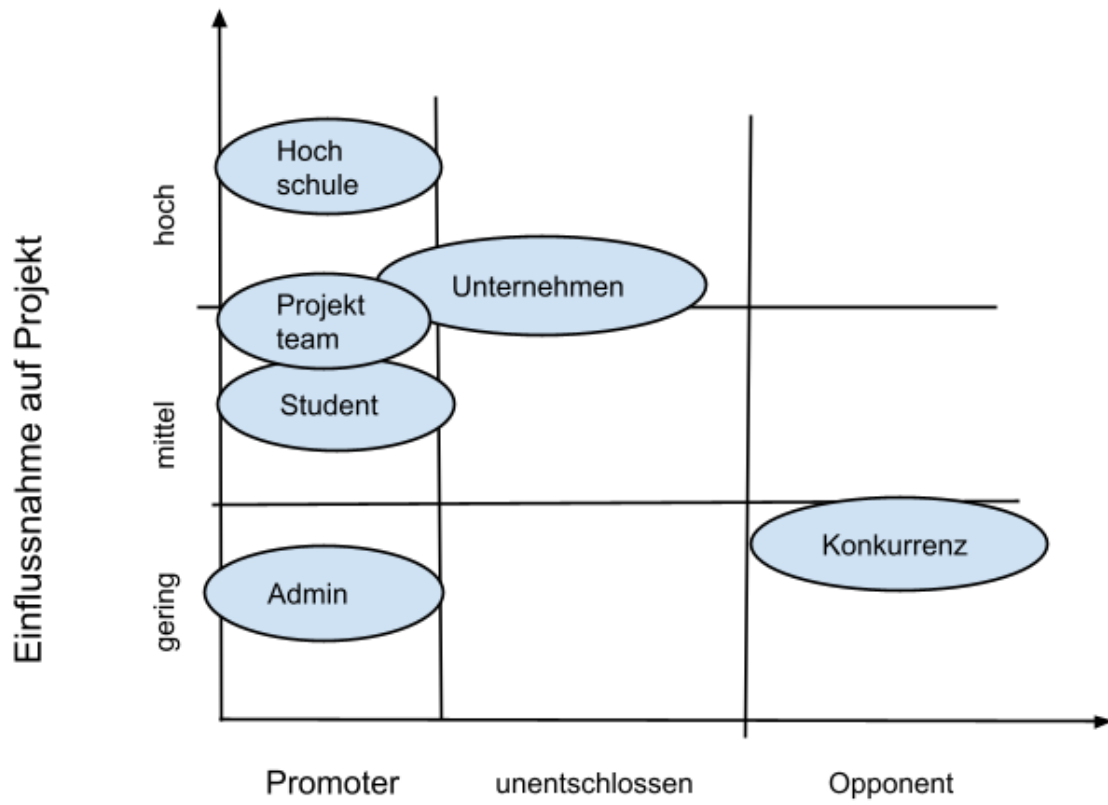 Einflussnahme auf Projekt
hoch
mittel
gering
Hoch
schule
Unternehmen
Projekt
team
Student
Konkurrenz
Admin
Promoter
unentschlossen
Opponent